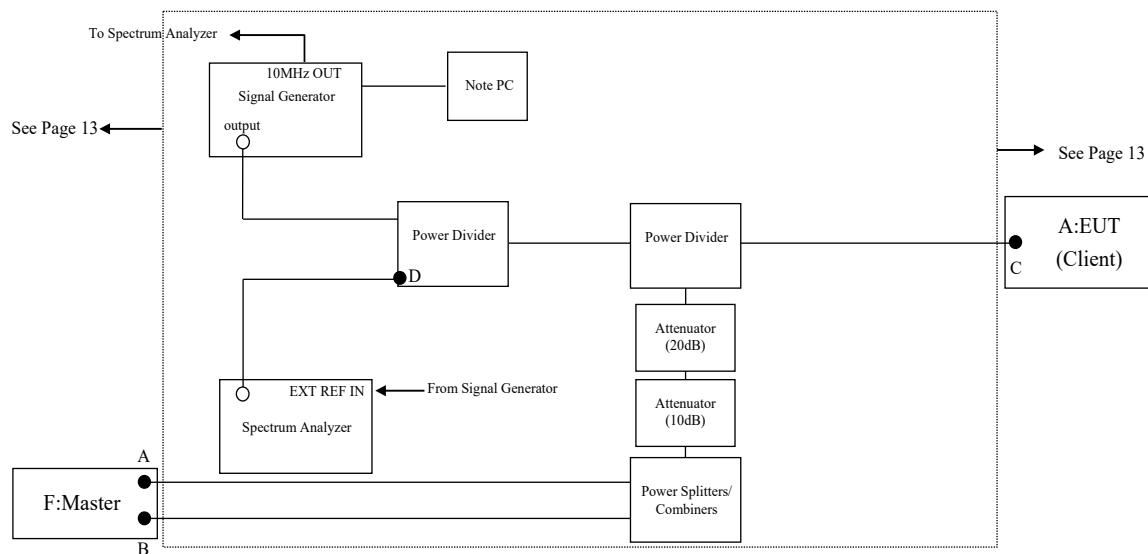 To Spectrum Analyzer
10MHz OUT
Signal Generator
output
Note PC
See Page 13
See Page 13
Power Divider
D
Power Divider
A:EUT
(Client)
C
Attenuator
(20dB)
EXT REF IN
From Signal Generator
Spectrum Analyzer
Attenuator
(10dB)
A
F:Master
B
Power Splitters/
Combiners